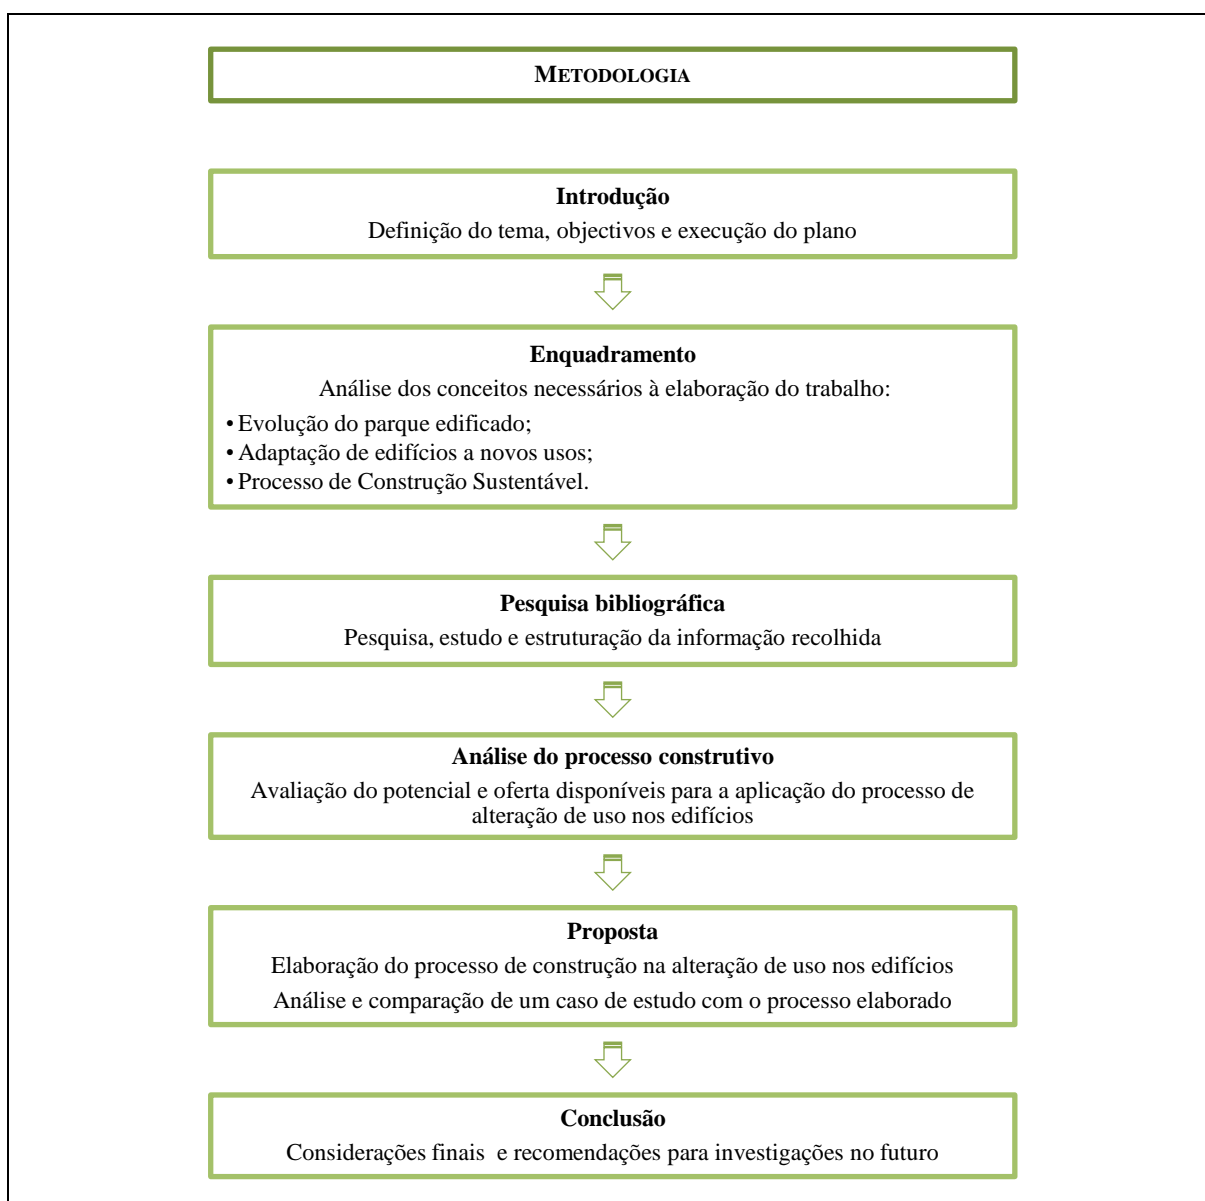 METODOLOGIA
Introdução
Definição do tema, objectivos e execução do plano
Enquadramento
Análise dos conceitos necessários à elaboração do trabalho:
• Evolução do parque edificado;
• Adaptação de edifícios a novos usos;
• Processo de Construção Sustentável.
Pesquisa bibliográfica
Pesquisa, estudo e estruturação da informação recolhida
Análise do processo construtivo
Avaliação do potencial e oferta disponíveis para a aplicação do processo de
alteração de uso nos edifícios
Proposta
Elaboração do processo de construção na alteração de uso nos edifícios
Análise e comparação de um caso de estudo com o processo elaborado
Conclusão
Considerações finais e recomendações para investigações no futuro